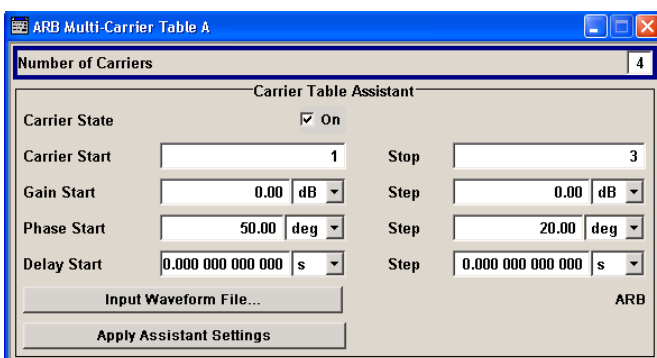 ARB Multi-Carrier Table A
Number of Carriers 4
Carrier Table Assistant
Carrier State On
Carrier Start 1 Stop 3
Gain Start 0.00 dB Step 0.00 dB
Phase Start 50.00 deg Step 20.00 deg
Delay Start 0.000 000 000 000 s Step 0.000 000 000 000 s
Input Waveform File... ARB
Apply Assistant Settings